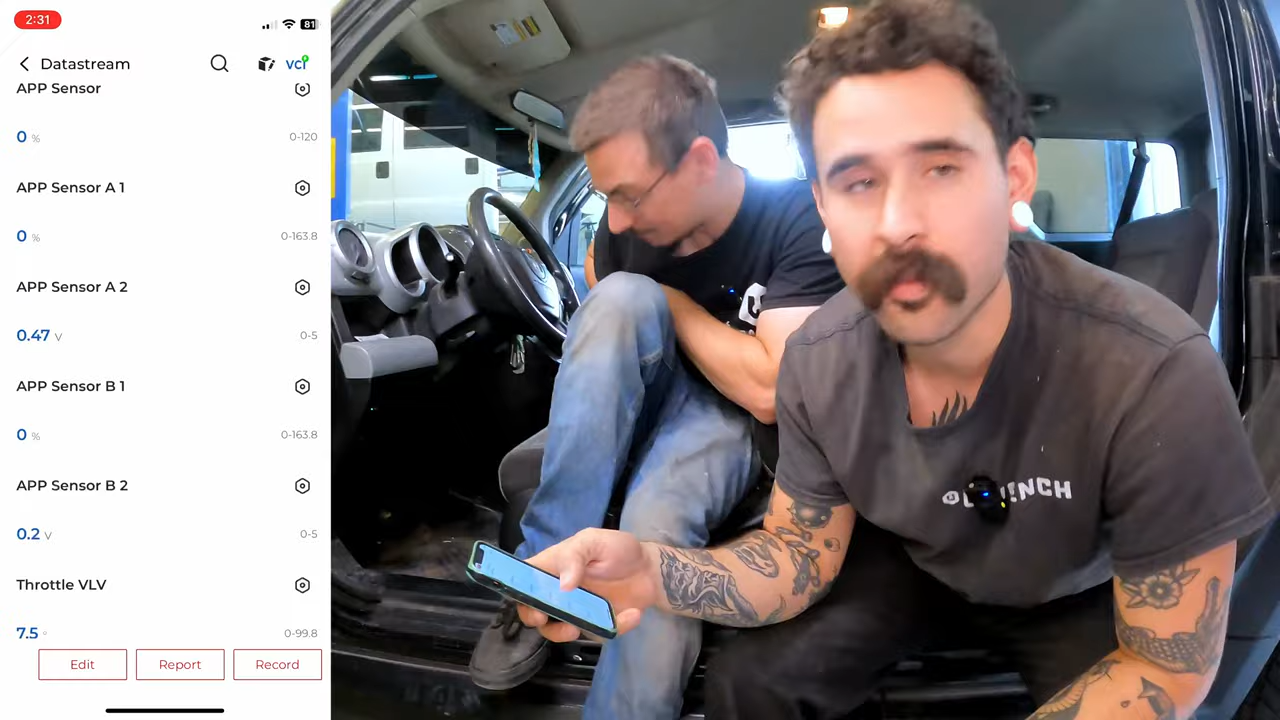 2:31
81
Datastream
vci
APP Sensor
0 %
0-120
APP Sensor A 1
0 %
0-163.8
APP Sensor A 2
0.47 V
0-5
APP Sensor B 1
0 %
0-163.8
APP Sensor B 2
0.2 V
0-5
Throttle VLV
7.5 °
0-99.8
Edit
Report
Record